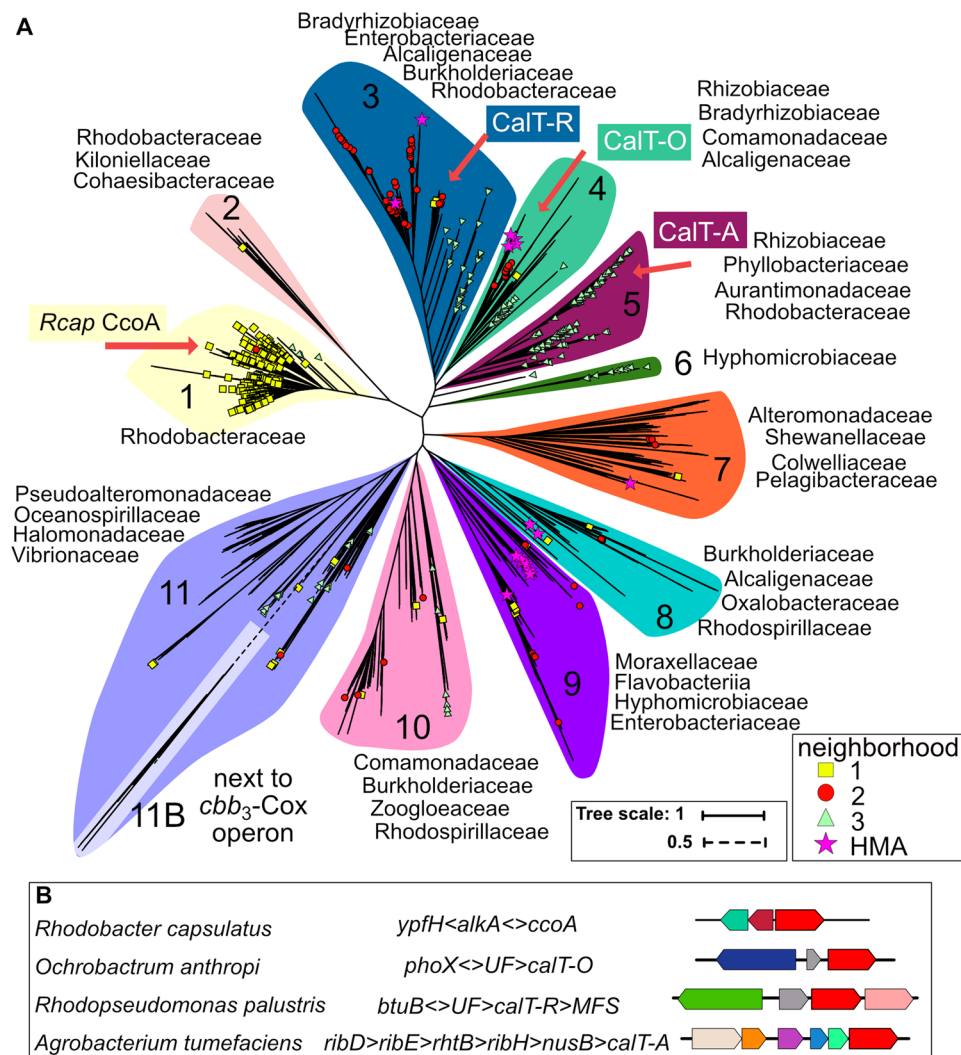 A
Bradyrhizobiaceae
Enterobacteriaceae
Alcaligenaceae
Burkholderiaceae
Rhodobacteraceae
3
CalT-R
Rhizobiaceae
Bradyrhizobiaceae
Comamonadaceae
Alcaligenaceae
CalT-O
4
Rhodobacteraceae
Kiloniellaceae
Cohaesibacteraceae
2
CalT-A
Rhizobiaceae
Phyllobacteriaceae
Aurantimonadaceae
Rhodobacteraceae
5
Rcap CcoA
1
Rhodobacteraceae
6
Hyphomicrobiaceae
Alteromonadaceae
Shewanellaceae
Colwelliaceae
Pelagibacteraceae
7
Pseudoalteromonadaceae
Oceanospirillaceae
Halomonadaceae
Vibrionaceae
11
Burkholderiaceae
Alcaligenaceae
Oxalobacteraceae
Rhodospirillaceae
8
Moraxellaceae
Flavobacteriia
Hyphomicrobiaceae
Enterobacteriaceae
9
10
Comamonadaceae
Burkholderiaceae
Zoogloeaceae
Rhodospirillaceae
11B
next to
cbb₃-Cox
operon
Tree scale: 1
0.5
neighborhood
1
2
3
HMA
B
Rhodobacter capsulatus ypfH<alkA<>ccoA
Ochrobactrum anthropi phoX<>UF>calT-O
Rhodopseudomonas palustris btuB<>UF>calT-R>MFS
Agrobacterium tumefaciens ribD>ribE>rhtB>ribH>nusB>calT-A